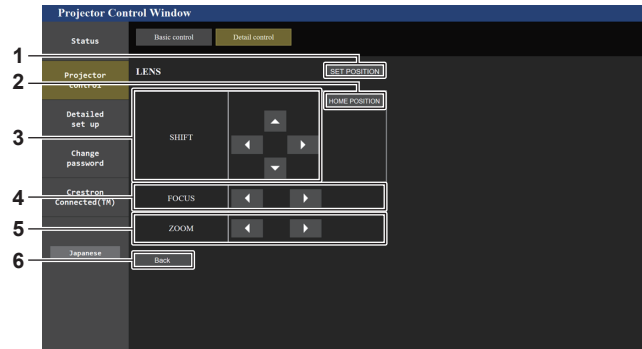 Projector Control Window
Status
Basic control
Detail control
1
LENS
SET POSITION
2
Projector
control
HOME POSITION
3
Detailed
set up
SHIFT
Change
password
4
Crestron
Connected(TM)
FOCUS
5
ZOOM
Japanese
6
Back